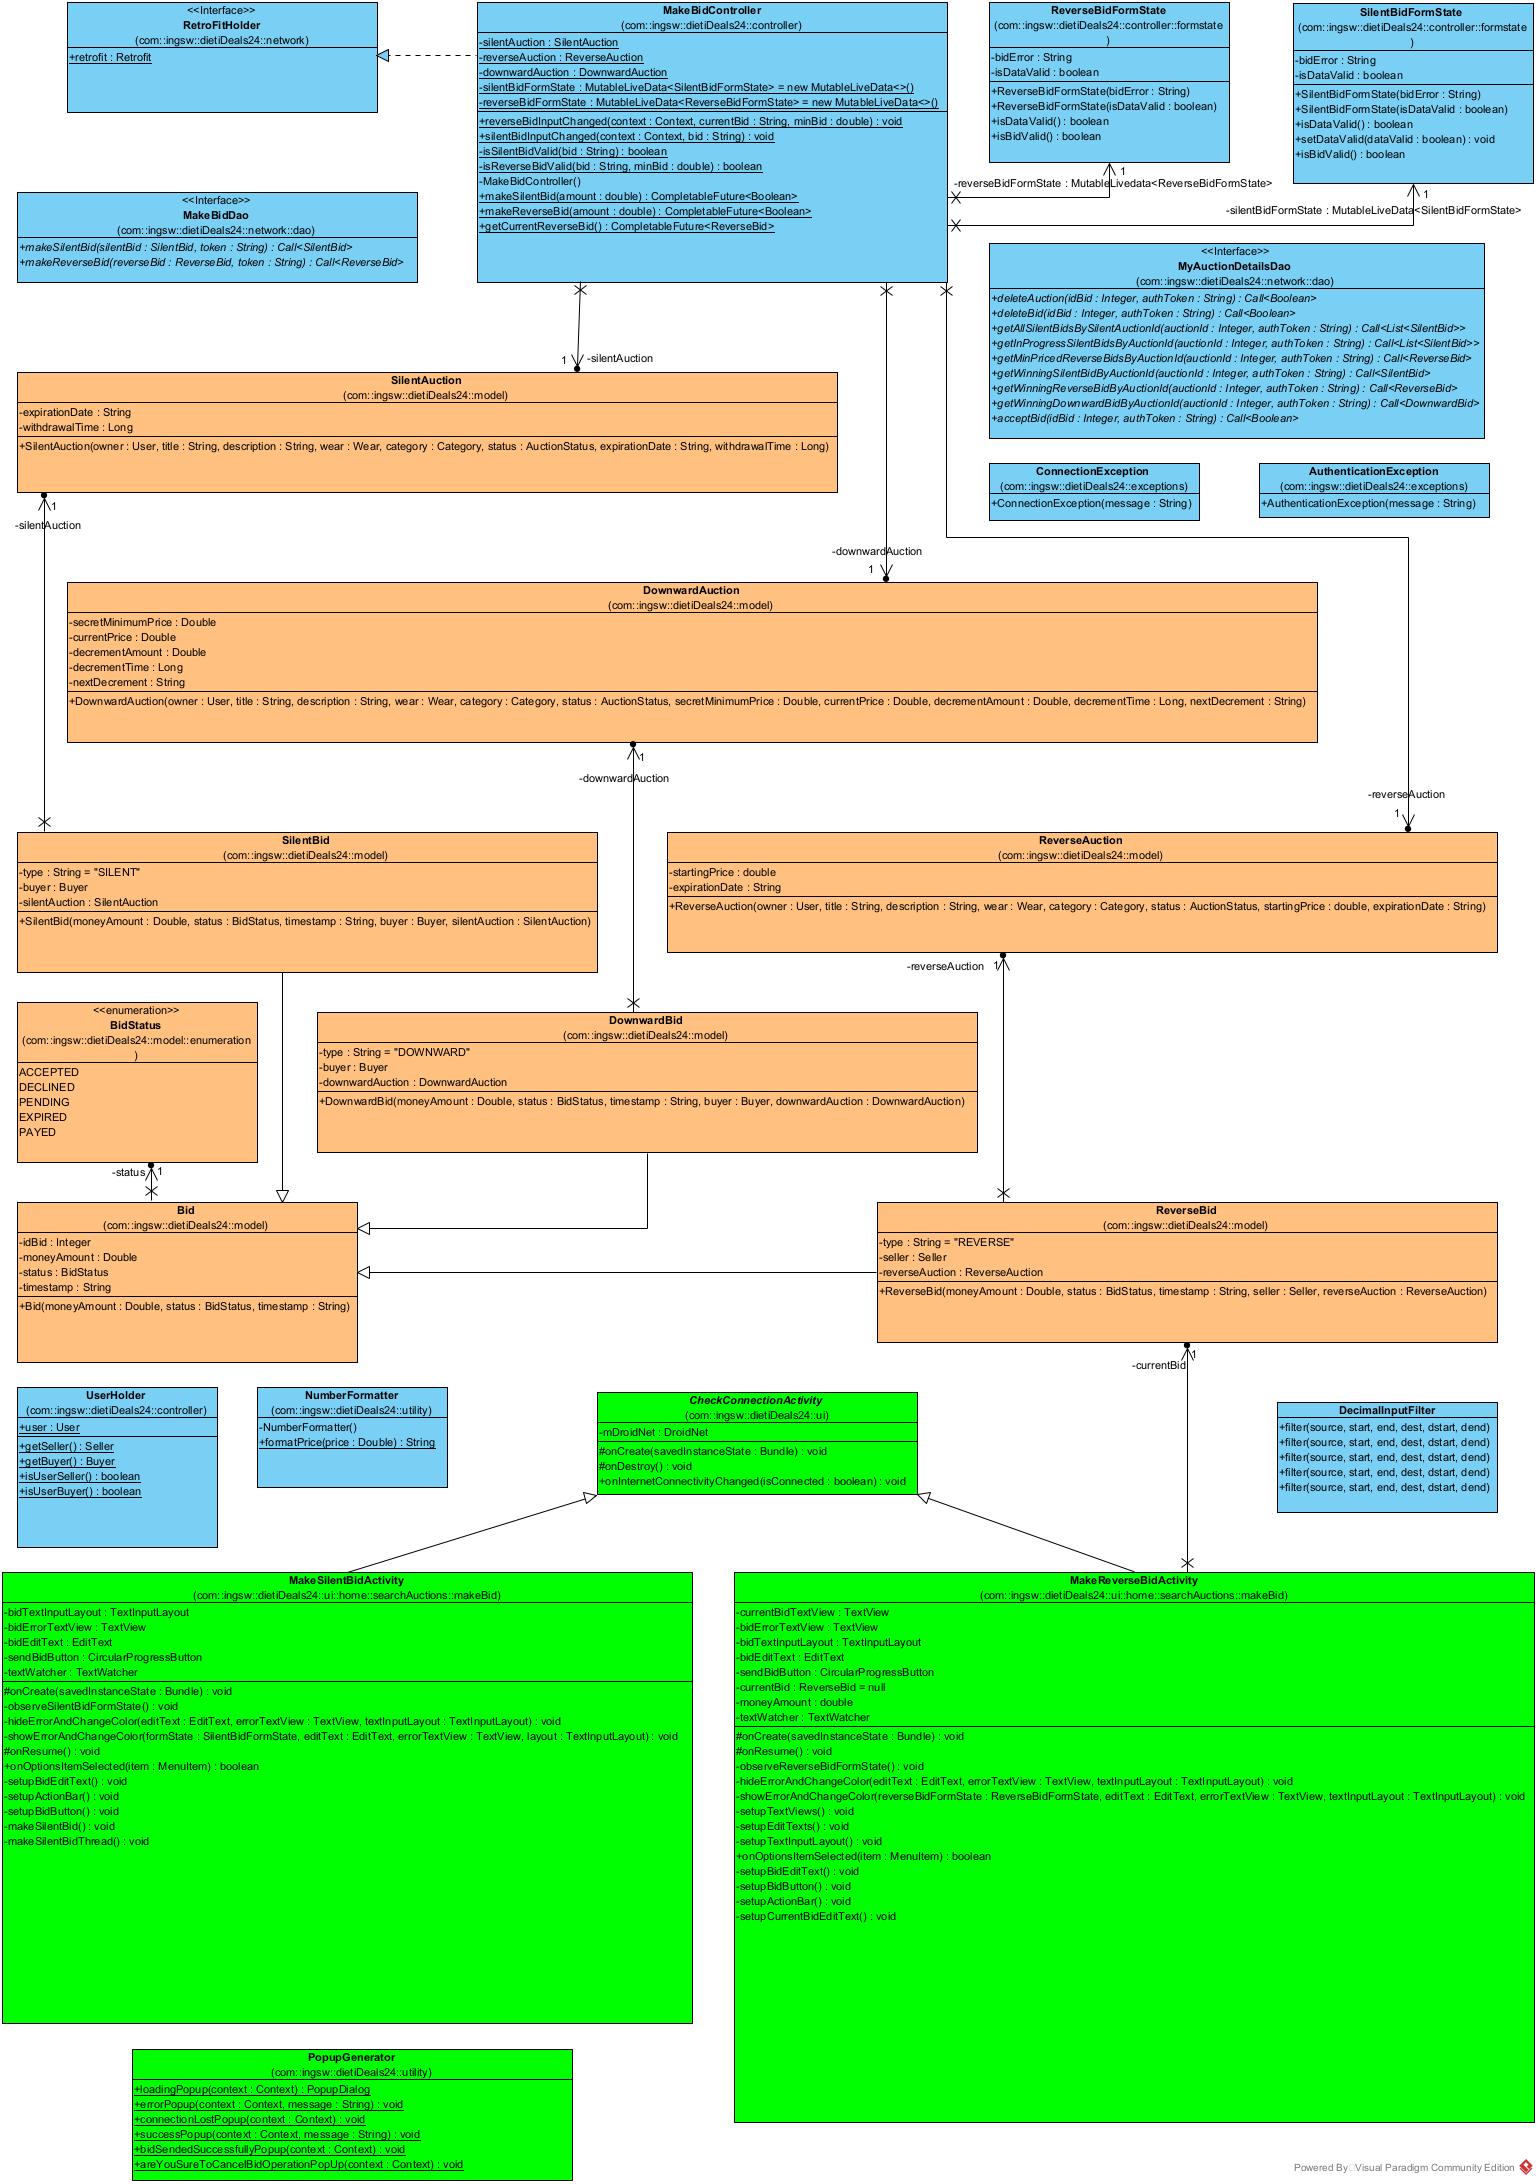 <<Interface>>
RetroFitHolder
(com::ingsw::dietiDeals24::network)
+retrofit : Retrofit
MakeBidController
(com::ingsw::dietiDeals24::controller)
-silentAuction : SilentAuction
-reverseAuction : ReverseAuction
-downwardAuction : DownwardAuction
-silentBidFormState : MutableLiveData<SilentBidFormState> = new MutableLiveData<>()
-reverseBidFormState : MutableLiveData<ReverseBidFormState> = new MutableLiveData<>()
+reverseBidInputChanged(context : Context, currentBid : String, minBid : double) : void
+silentBidInputChanged(context : Context, bid : String) : void
-isSilentBidValid(bid : String) : boolean
-isReverseBidValid(bid : String, minBid : double) : boolean
-MakeBidController()
+makeSilentBid(amount : double) : CompletableFuture<Boolean>
+makeReverseBid(amount : double) : CompletableFuture<Boolean>
+getCurrentReverseBid() : CompletableFuture<ReverseBid>
ReverseBidFormState
(com::ingsw::dietiDeals24::controller::formstate
)
-bidError : String
-isDataValid : boolean
+ReverseBidFormState(bidError : String)
+ReverseBidFormState(isDataValid : boolean)
+isDataValid() : boolean
+isBidValid() : boolean
SilentBidFormState
(com::ingsw::dietiDeals24::controller::formstate
)
-bidError : String
-isDataValid : boolean
+SilentBidFormState(bidError : String)
+SilentBidFormState(isDataValid : boolean)
+isDataValid() : boolean
+setDataValid(dataValid : boolean) : void
+isBidValid() : boolean
1
-reverseBidFormState : MutableLivedata<ReverseBidFormState>
1
-silentBidFormState : MutableLiveData<SilentBidFormState>
<<Interface>>
MakeBidDao
(com::ingsw::dietiDeals24::network::dao)
+makeSilentBid(silentBid : SilentBid, token : String) : Call<SilentBid>
+makeReverseBid(reverseBid : ReverseBid, token : String) : Call<ReverseBid>
<<Interface>>
MyAuctionDetailsDao
(com::ingsw::dietiDeals24::network::dao)
+deleteAuction(idBid : Integer, authToken : String) : Call<Boolean>
+deleteBid(idBid : Integer, authToken : String) : Call<Boolean>
+getAllSilentBidsBySilentAuctionId(auctionId : Integer, authToken : String) : Call<List<SilentBid>>
+getInProgressSilentBidsByAuctionId(auctionId : Integer, authToken : String) : Call<List<SilentBid>>
+getMinPricedReverseBidsByAuctionId(auctionId : Integer, authToken : String) : Call<ReverseBid>
+getWinningSilentBidByAuctionId(auctionId : Integer, authToken : String) : Call<SilentBid>
+getWinningReverseBidByAuctionId(auctionId : Integer, authToken : String) : Call<ReverseBid>
+getWinningDownwardBidByAuctionId(auctionId : Integer, authToken : String) : Call<DownwardBid>
+acceptBid(idBid : Integer, authToken : String) : Call<Boolean>
1
-silentAuction
SilentAuction
(com::ingsw::dietiDeals24::model)
-expirationDate : String
-withdrawalTime : Long
+SilentAuction(owner : User, title : String, description : String, wear : Wear, category : Category, status : AuctionStatus, expirationDate : String, withdrawalTime : Long)
ConnectionException
(com::ingsw::dietiDeals24::exceptions)
+ConnectionException(message : String)
AuthenticationException
(com::ingsw::dietiDeals24::exceptions)
+AuthenticationException(message : String)
1
-silentAuction
-downwardAuction
1
DownwardAuction
(com::ingsw::dietiDeals24::model)
-secretMinimumPrice : Double
-currentPrice : Double
-decrementAmount : Double
-decrementTime : Long
-nextDecrement : String
+DownwardAuction(owner : User, title : String, description : String, wear : Wear, category : Category, status : AuctionStatus, secretMinimumPrice : Double, currentPrice : Double, decrementAmount : Double, decrementTime : Long, nextDecrement : String)
1
-downwardAuction
-reverseAuction
1
SilentBid
(com::ingsw::dietiDeals24::model)
-type : String = "SILENT"
-buyer : Buyer
-silentAuction : SilentAuction
+SilentBid(moneyAmount : Double, status : BidStatus, timestamp : String, buyer : Buyer, silentAuction : SilentAuction)
ReverseAuction
(com::ingsw::dietiDeals24::model)
-startingPrice : double
-expirationDate : String
+ReverseAuction(owner : User, title : String, description : String, wear : Wear, category : Category, status : AuctionStatus, startingPrice : double, expirationDate : String)
-reverseAuction
1
<<enumeration>>
BidStatus
(com::ingsw::dietiDeals24::model::enumeration
)
ACCEPTED
DECLINED
PENDING
EXPIRED
PAYED
DownwardBid
(com::ingsw::dietiDeals24::model)
-type : String = "DOWNWARD"
-buyer : Buyer
-downwardAuction : DownwardAuction
+DownwardBid(moneyAmount : Double, status : BidStatus, timestamp : String, buyer : Buyer, downwardAuction : DownwardAuction)
-status
1
Bid
(com::ingsw::dietiDeals24::model)
-idBid : Integer
-moneyAmount : Double
-status : BidStatus
-timestamp : String
+Bid(moneyAmount : Double, status : BidStatus, timestamp : String)
ReverseBid
(com::ingsw::dietiDeals24::model)
-type : String = "REVERSE"
-seller : Seller
-reverseAuction : ReverseAuction
+ReverseBid(moneyAmount : Double, status : BidStatus, timestamp : String, seller : Seller, reverseAuction : ReverseAuction)
1
-currentBid
UserHolder
(com::ingsw::dietiDeals24::controller)
+user : User
+getSeller() : Seller
+getBuyer() : Buyer
+isUserSeller() : boolean
+isUserBuyer() : boolean
NumberFormatter
(com::ingsw::dietiDeals24::utility)
-NumberFormatter()
+formatPrice(price : Double) : String
CheckConnectionActivity
(com::ingsw::dietiDeals24::ui)
-mDroidNet : DroidNet
#onCreate(savedInstanceState : Bundle) : void
#onDestroy() : void
+onInternetConnectivityChanged(isConnected : boolean) : void
DecimalInputFilter
+filter(source, start, end, dest, dstart, dend)
+filter(source, start, end, dest, dstart, dend)
+filter(source, start, end, dest, dstart, dend)
+filter(source, start, end, dest, dstart, dend)
+filter(source, start, end, dest, dstart, dend)
MakeSilentBidActivity
(com::ingsw::dietiDeals24::ui::home::searchAuctions::makeBid)
-bidTextInputLayout : TextInputLayout
-bidErrorTextView : TextView
-bidEditText : EditText
-sendBidButton : CircularProgressButton
-textWatcher : TextWatcher
#onCreate(savedInstanceState : Bundle) : void
-observeSilentBidFormState() : void
-hideErrorAndChangeColor(editText : EditText, errorTextView : TextView, textInputLayout : TextInputLayout) : void
-showErrorAndChangeColor(formState : SilentBidFormState, editText : EditText, errorTextView : TextView, layout : TextInputLayout) : void
#onResume() : void
+onOptionsItemSelected(item : MenuItem) : boolean
-setupBidEditText() : void
-setupActionBar() : void
-setupBidButton() : void
-makeSilentBid() : void
-makeSilentBidThread() : void
MakeReverseBidActivity
(com::ingsw::dietiDeals24::ui::home::searchAuctions::makeBid)
-currentBidTextView : TextView
-bidErrorTextView : TextView
-bidTextInputLayout : TextInputLayout
-bidEditText : EditText
-sendBidButton : CircularProgressButton
-currentBid : ReverseBid = null
-moneyAmount : double
-textWatcher : TextWatcher
#onCreate(savedInstanceState : Bundle) : void
#onResume() : void
-observeReverseBidFormState() : void
-hideErrorAndChangeColor(editText : EditText, errorTextView : TextView, textInputLayout : TextInputLayout) : void
-showErrorAndChangeColor(reverseBidFormState : ReverseBidFormState, editText : EditText, errorTextView : TextView, textInputLayout : TextInputLayout) : void
-setupTextViews() : void
-setupEditTexts() : void
-setupTextInputLayout() : void
+onOptionsItemSelected(item : MenuItem) : boolean
-setupBidEditText() : void
-setupBidButton() : void
-setupActionBar() : void
-setupCurrentBidEditText() : void
PopupGenerator
(com::ingsw::dietiDeals24::utility)
+loadingPopup(context : Context) : PopupDialog
+errorPopup(context : Context, message : String) : void
+connectionLostPopup(context : Context) : void
+successPopup(context : Context, message : String) : void
+bidSendedSuccessfullyPopup(context : Context) : void
+areYouSureToCancelBidOperationPopUp(context : Context) : void
Powered By Visual Paradigm Community Edition